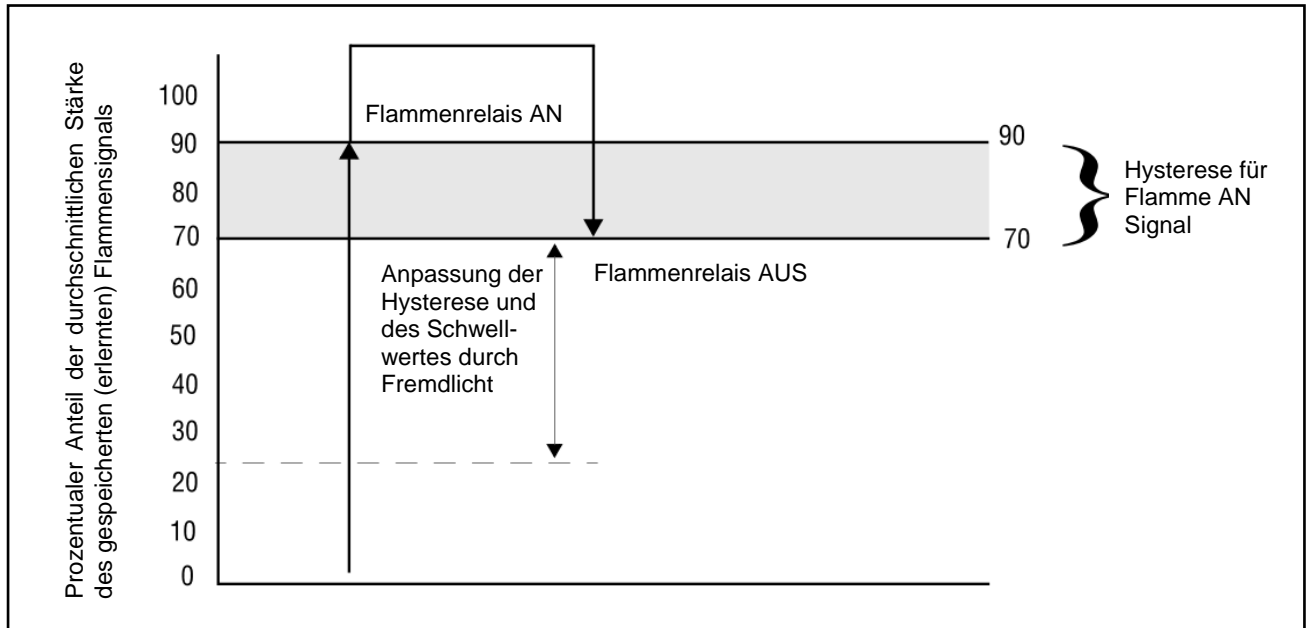 Prozentualer Anteil der durchschnittlichen Stärke
des gespeicherten (erlernten) Flammensignals
100
90
80
70
60
50
40
30
20
10
0
Flammenrelais AN
90
70
Hysterese für
Flamme AN
Signal
Anpassung der
Hysterese und
des Schwell-
wertes durch
Fremdlicht
Flammenrelais AUS